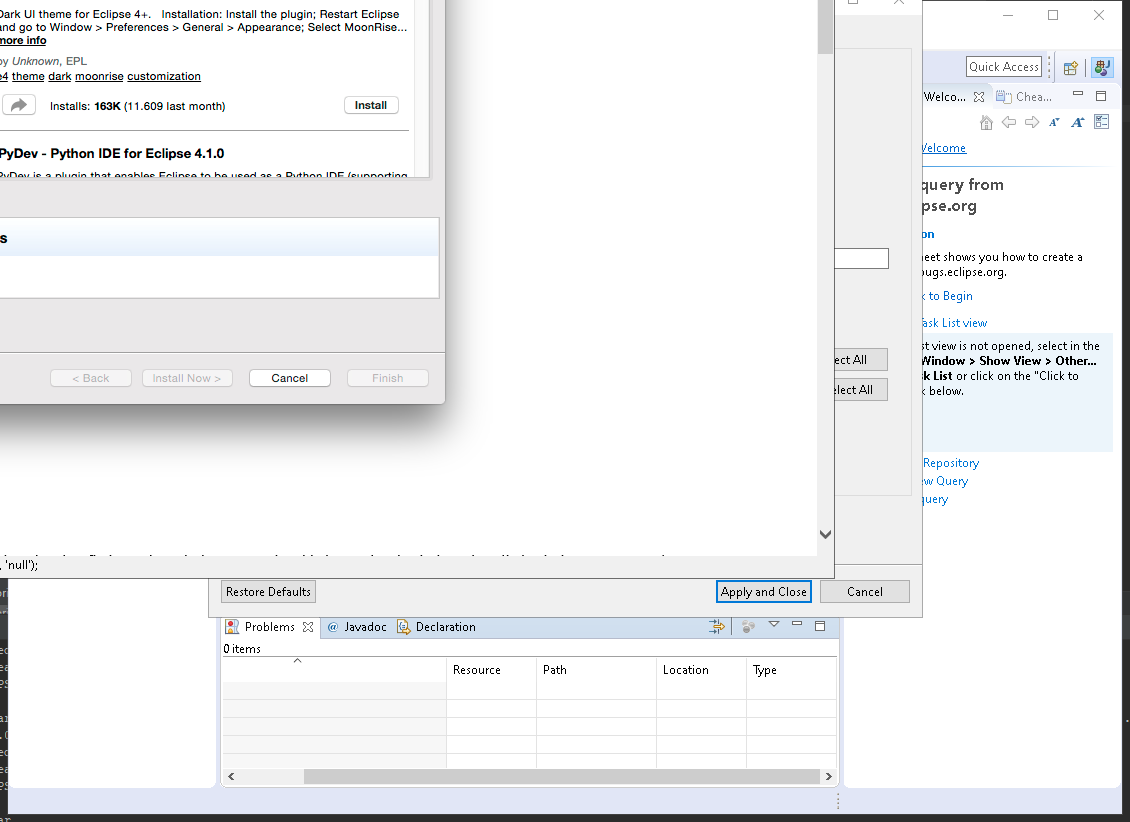 Dark UI theme for Eclipse 4+. Installation: Install the plugin; Restart Eclipse
and go to Window > Preferences > General > Appearance; Select MoonRise...
more info
by Unknown, EPL
e4 theme dark moonrise customization
Installs: 163K (11.609 last month)
Install
PyDev - Python IDE for Eclipse 4.1.0
PyDev is a plugin that enables Eclipse to be used as a Python IDE (supporting
s
< Back
Install Now >
Cancel
Finish
, 'null');
ect All
elect All
Restore Defaults
Apply and Close
Cancel
Quick Access
Welco...
Chea...
Welcome
query from
pse.org
on
eet shows you how to create a
bugs.eclipse.org.
k to Begin
Task List view
st view is not opened, select in the
Window > Show View > Other...
k List or click on the "Click to
k below.
Repository
ew Query
query
Problems
@ Javadoc
Declaration
0 items
Resource
Path
Location
Type